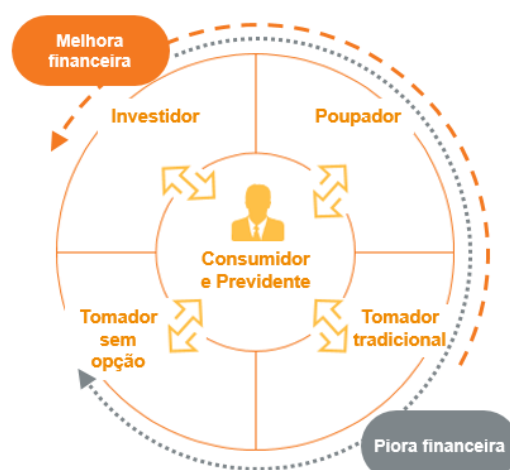 Melhora
financeira
Investidor
Poupador
Consumidor
e Previdente
Tomador
sem
opção
Tomador
tradicional
Piora financeira